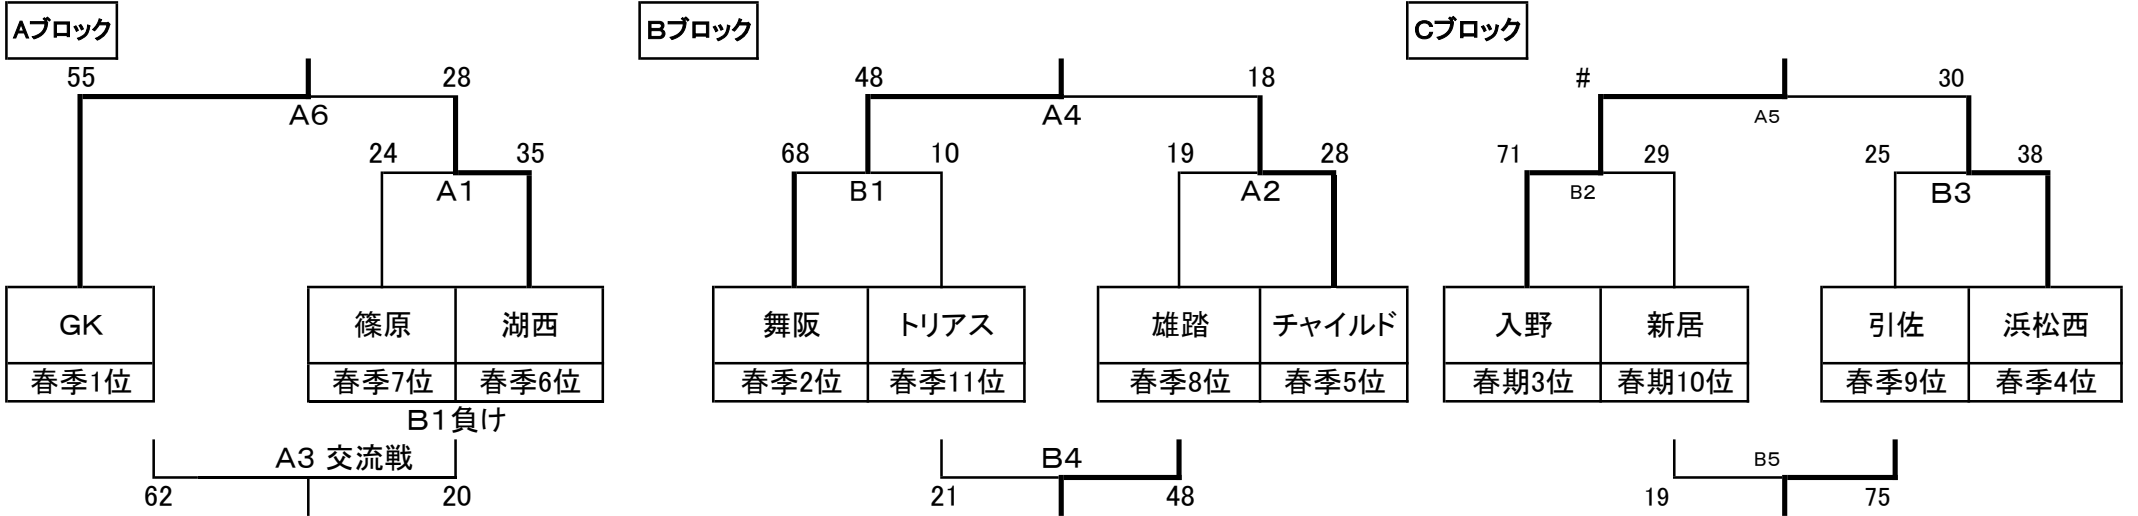 Aブロック
Bブロック
Cブロック
55 28 48 18 # 30
A6 A4 A5
24 35 68 10 19 28 71 29 25 38
A1 B1 A2 B2 B3
GK 篠原 湖西 舞阪 トリアス 雄踏 チャイルド 入野 新居 引佐 浜松西
春季1位 春季7位 春季6位 春季2位 春季11位 春季8位 春季5位 春期3位 春期10位 春季9位 春季4位
B1負け
A3 交流戦 B4 B5
62 20 21 48 19 75